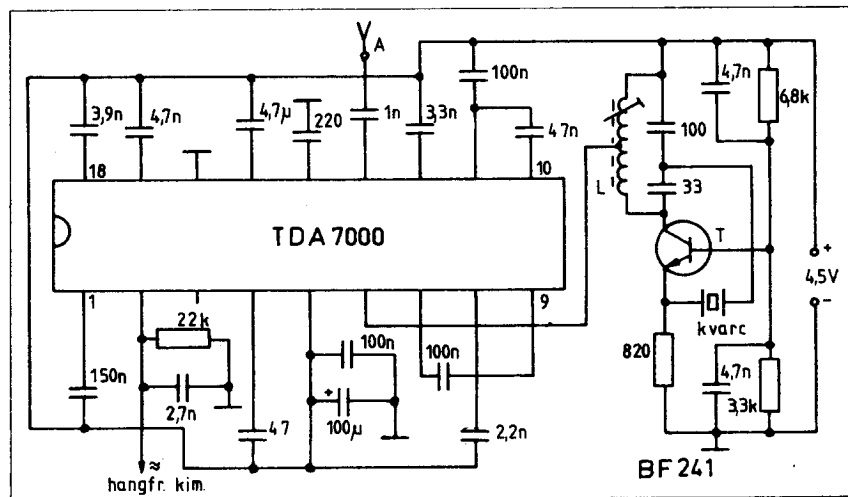 A
3,9n
4,7n
4,7µ
220
1n
3,3n
100n
47n
4,7n
6,8k
100
L
33
18
10
TDA 7000
T
+
4,5V
-
1
9
22k
2,7n
150n
100n
+
100µ
47
100n
2,2n
820
kvarc
4,7n
3,3k
≈
hangfr. kim.
BF 241